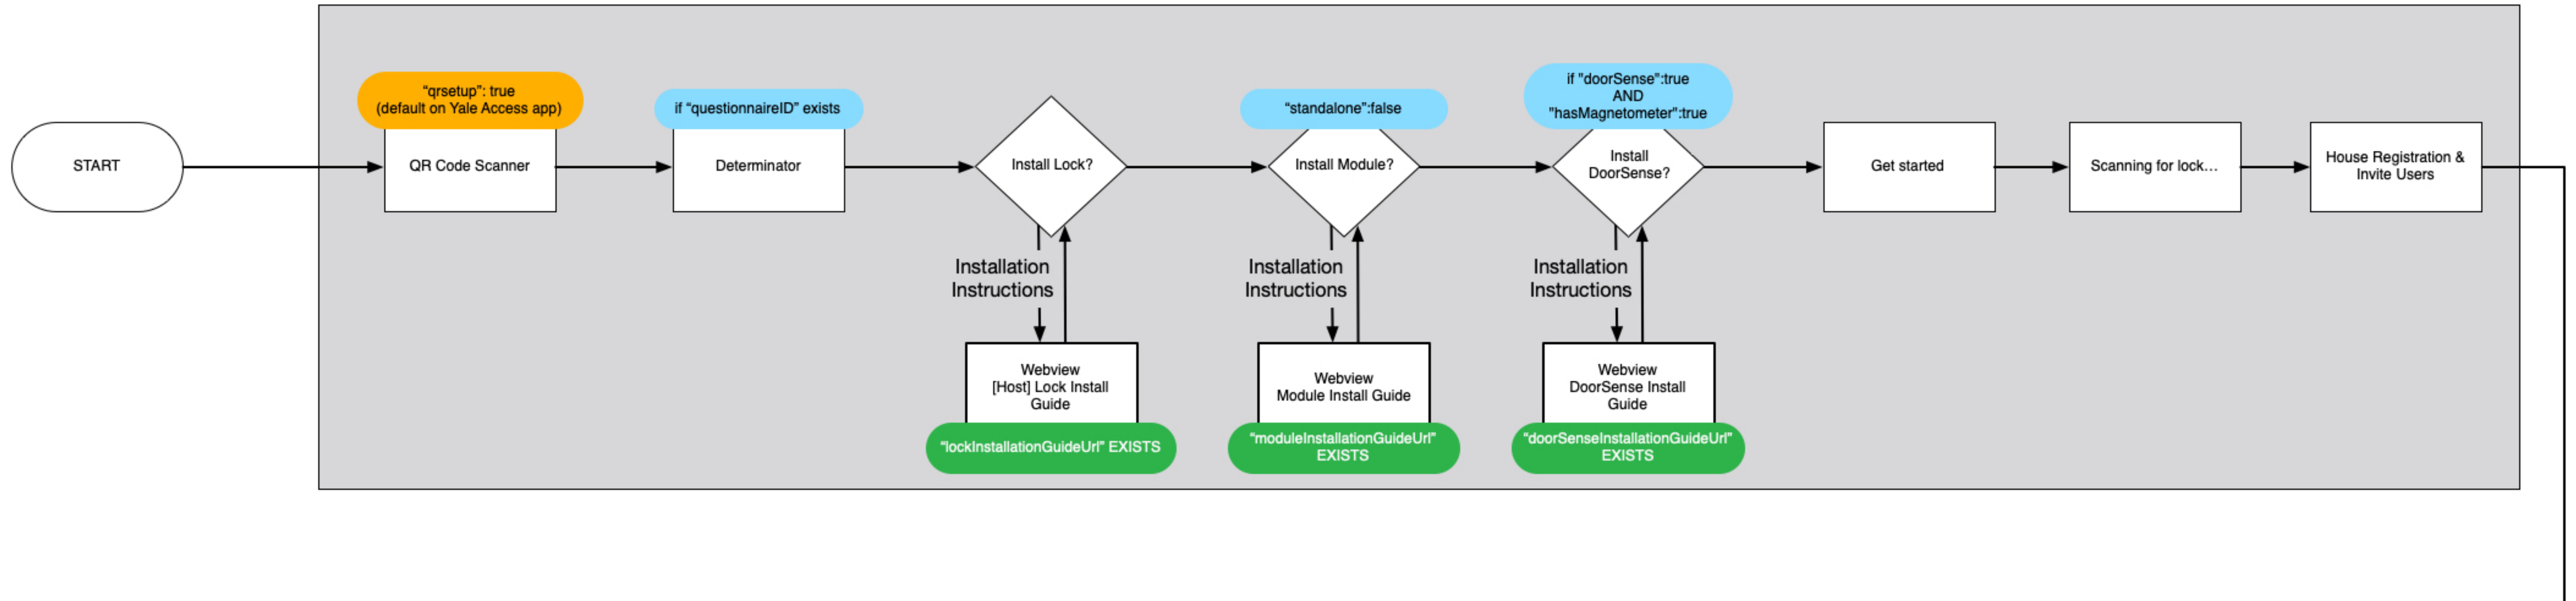 START
“qrsetup": true
(default on Yale Access app)
QR Code Scanner
if “questionnaireID” exists
Determinator
Install Lock?
Installation
Instructions
Webview
[Host] Lock Install
Guide
“lockInstallationGuideUrl” EXISTS
“standalone”:false
Install Module?
Installation
Instructions
Webview
Module Install Guide
“moduleInstallationGuideUrl”
EXISTS
if "doorSense":true
AND
"hasMagnetometer":true
Install
DoorSense?
Installation
Instructions
Webview
DoorSense Install
Guide
“doorSenseInstallationGuideUrl”
EXISTS
Get started
Scanning for lock...
House Registration &
Invite Users